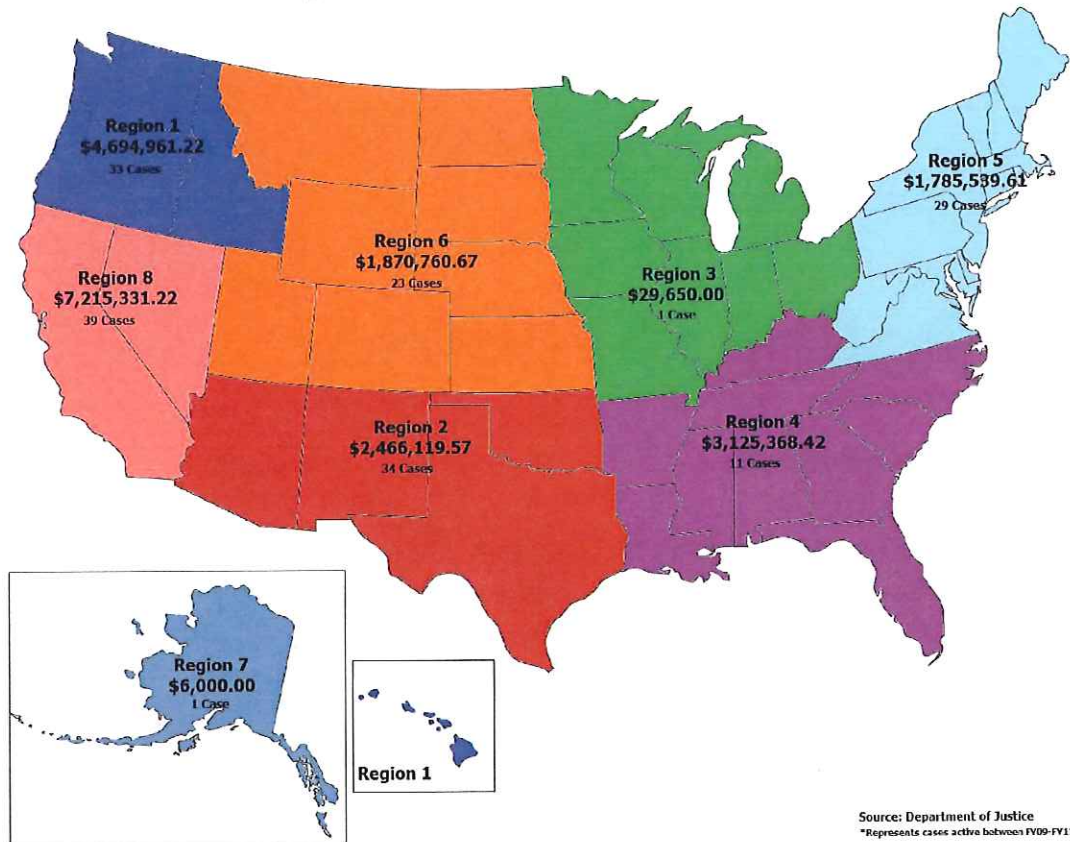 Region 1
$4,694,961.22
33 Cases
Region 5
$1,785,539.61
29 Cases
Region 6
$1,870,760.67
23 Cases
Region 8
$7,215,331.22
39 Cases
Region 3
$29,650.00
1 Case
Region 2
$2,466,119.57
34 Cases
Region 4
$3,125,368.42
11 Cases
Region 7
$6,000.00
1 Case
Region 1
Source: Department of Justice
*Represents cases active between